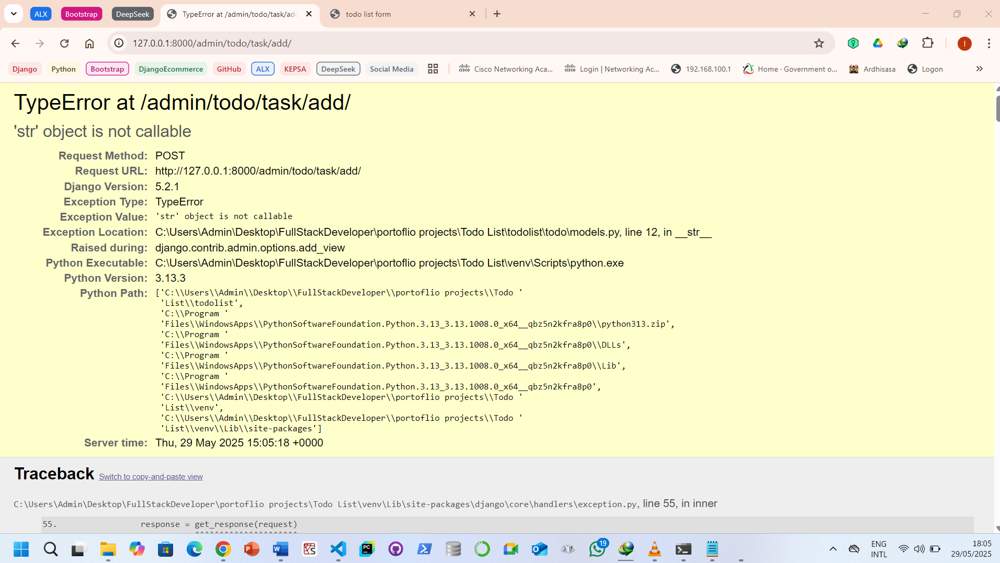 ALX
Bootstrap
DeepSeek
TypeError at /admin/todo/task/add
todo list form
127.0.0.1:8000/admin/todo/task/add/
I
Django
Python
Bootstrap
DjangoEcommerce
GitHub
ALX
KEPSA
DeepSeek
Social Media
Cisco Networking Aca...
Login | Networking Ac...
192.168.100.1
Home · Government o...
Ardhisasa
Logon
TypeError at /admin/todo/task/add/
'str' object is not callable
Request Method: POST
Request URL: http://127.0.0.1:8000/admin/todo/task/add/
Django Version: 5.2.1
Exception Type: TypeError
Exception Value: 'str' object is not callable
Exception Location: C:\Users\Admin\Desktop\FullStackDeveloper\portoflio projects\Todo List\todolist\todo\models.py, line 12, in __str__
Raised during: django.contrib.admin.options.add_view
Python Executable: C:\Users\Admin\Desktop\FullStackDeveloper\portoflio projects\Todo List\venv\Scripts\python.exe
Python Version: 3.13.3
Python Path: ['C:\\Users\\Admin\\Desktop\\FullStackDeveloper\\portoflio projects\\Todo '
'List\\todolist',
'C:\\Program '
'Files\\WindowsApps\\PythonSoftwareFoundation.Python.3.13_3.13.1008.0_x64__qbz5n2kfra8p0\\python313.zip',
'C:\\Program '
'Files\\WindowsApps\\PythonSoftwareFoundation.Python.3.13_3.13.1008.0_x64__qbz5n2kfra8p0\\DLLs',
'C:\\Program '
'Files\\WindowsApps\\PythonSoftwareFoundation.Python.3.13_3.13.1008.0_x64__qbz5n2kfra8p0\\Lib',
'C:\\Program '
'Files\\WindowsApps\\PythonSoftwareFoundation.Python.3.13_3.13.1008.0_x64__qbz5n2kfra8p0',
'C:\\Users\\Admin\\Desktop\\FullStackDeveloper\\portoflio projects\\Todo '
'List\\venv',
'C:\\Users\\Admin\\Desktop\\FullStackDeveloper\\portoflio projects\\Todo '
'List\\venv\\Lib\\site-packages']
Server time: Thu, 29 May 2025 15:05:18 +0000
Traceback Switch to copy-and-paste view
C:\Users\Admin\Desktop\FullStackDeveloper\portoflio projects\Todo List\venv\Lib\site-packages\django\core\handlers\exception.py, line 55, in inner
55. response = get_response(request)
^^^^^^^^^^^^^^^^^^^^^
19
ENG
INTL
18:05
29/05/2025